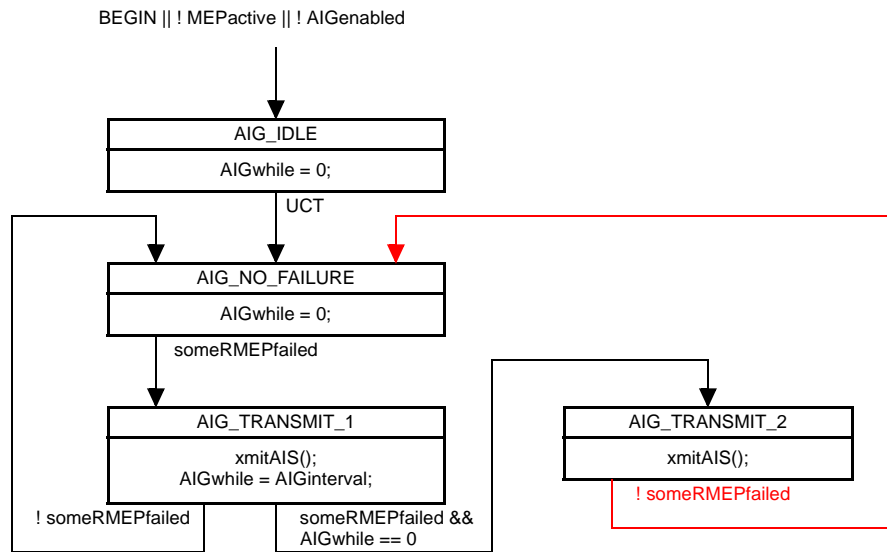 BEGIN || ! MEPactive || ! AIGenabled
AIG_IDLE
AIGwhile = 0;
UCT
AIG_NO_FAILURE
AIGwhile = 0;
someRMEPfailed
AIG_TRANSMIT_1
xmitAIS();
AIGwhile = AIGinterval;
! someRMEPfailed
someRMEPfailed &&
AIGwhile == 0
AIG_TRANSMIT_2
xmitAIS();
! someRMEPfailed